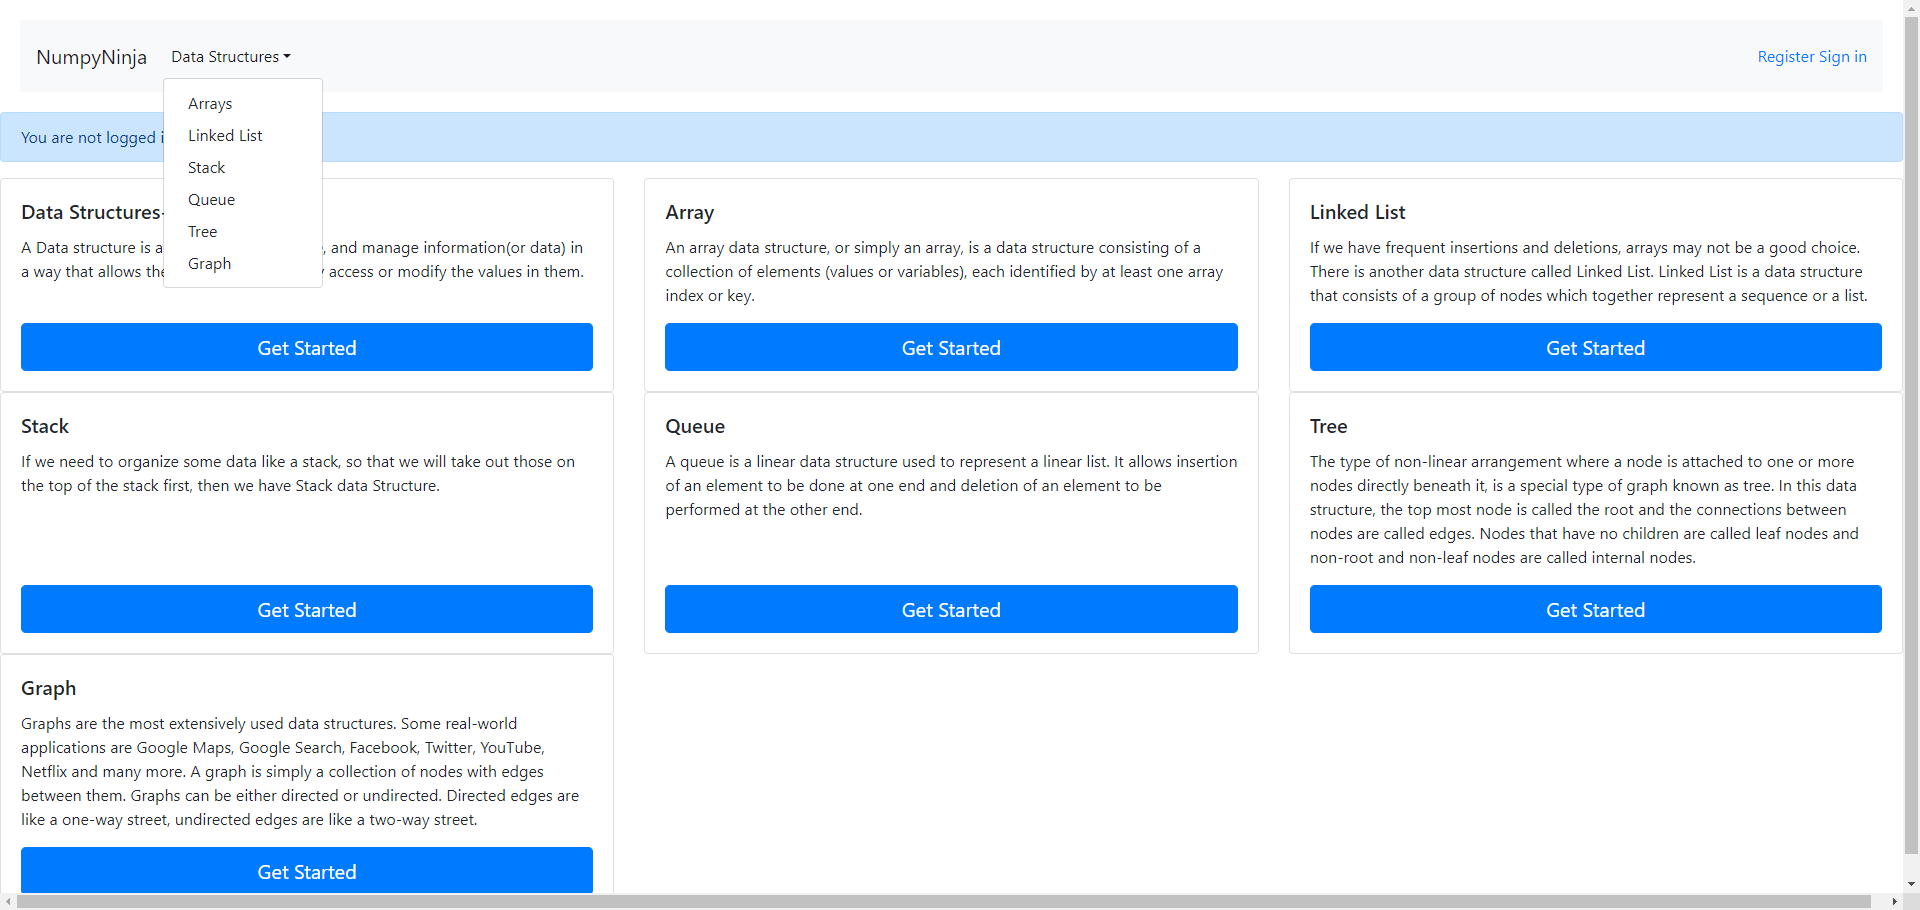 NumpyNinja
Data Structures
Register Sign in
Arrays
Linked List
Stack
Queue
Tree
Graph
You are not logged
Data Structures-
A Data structure is a , and manage information(or data) in
a way that allows the access or modify the values in them.
Get Started
Array
An array data structure, or simply an array, is a data structure consisting of a
collection of elements (values or variables), each identified by at least one array
index or key.
Get Started
Linked List
If we have frequent insertions and deletions, arrays may not be a good choice.
There is another data structure called Linked List. Linked List is a data structure
that consists of a group of nodes which together represent a sequence or a list.
Get Started
Stack
If we need to organize some data like a stack, so that we will take out those on
the top of the stack first, then we have Stack data Structure.
Get Started
Queue
A queue is a linear data structure used to represent a linear list. It allows insertion
of an element to be done at one end and deletion of an element to be
performed at the other end.
Get Started
Tree
The type of non-linear arrangement where a node is attached to one or more
nodes directly beneath it, is a special type of graph known as tree. In this data
structure, the top most node is called the root and the connections between
nodes are called edges. Nodes that have no children are called leaf nodes and
non-root and non-leaf nodes are called internal nodes.
Get Started
Graph
Graphs are the most extensively used data structures. Some real-world
applications are Google Maps, Google Search, Facebook, Twitter, YouTube,
Netflix and many more. A graph is simply a collection of nodes with edges
between them. Graphs can be either directed or undirected. Directed edges are
like a one-way street, undirected edges are like a two-way street.
Get Started